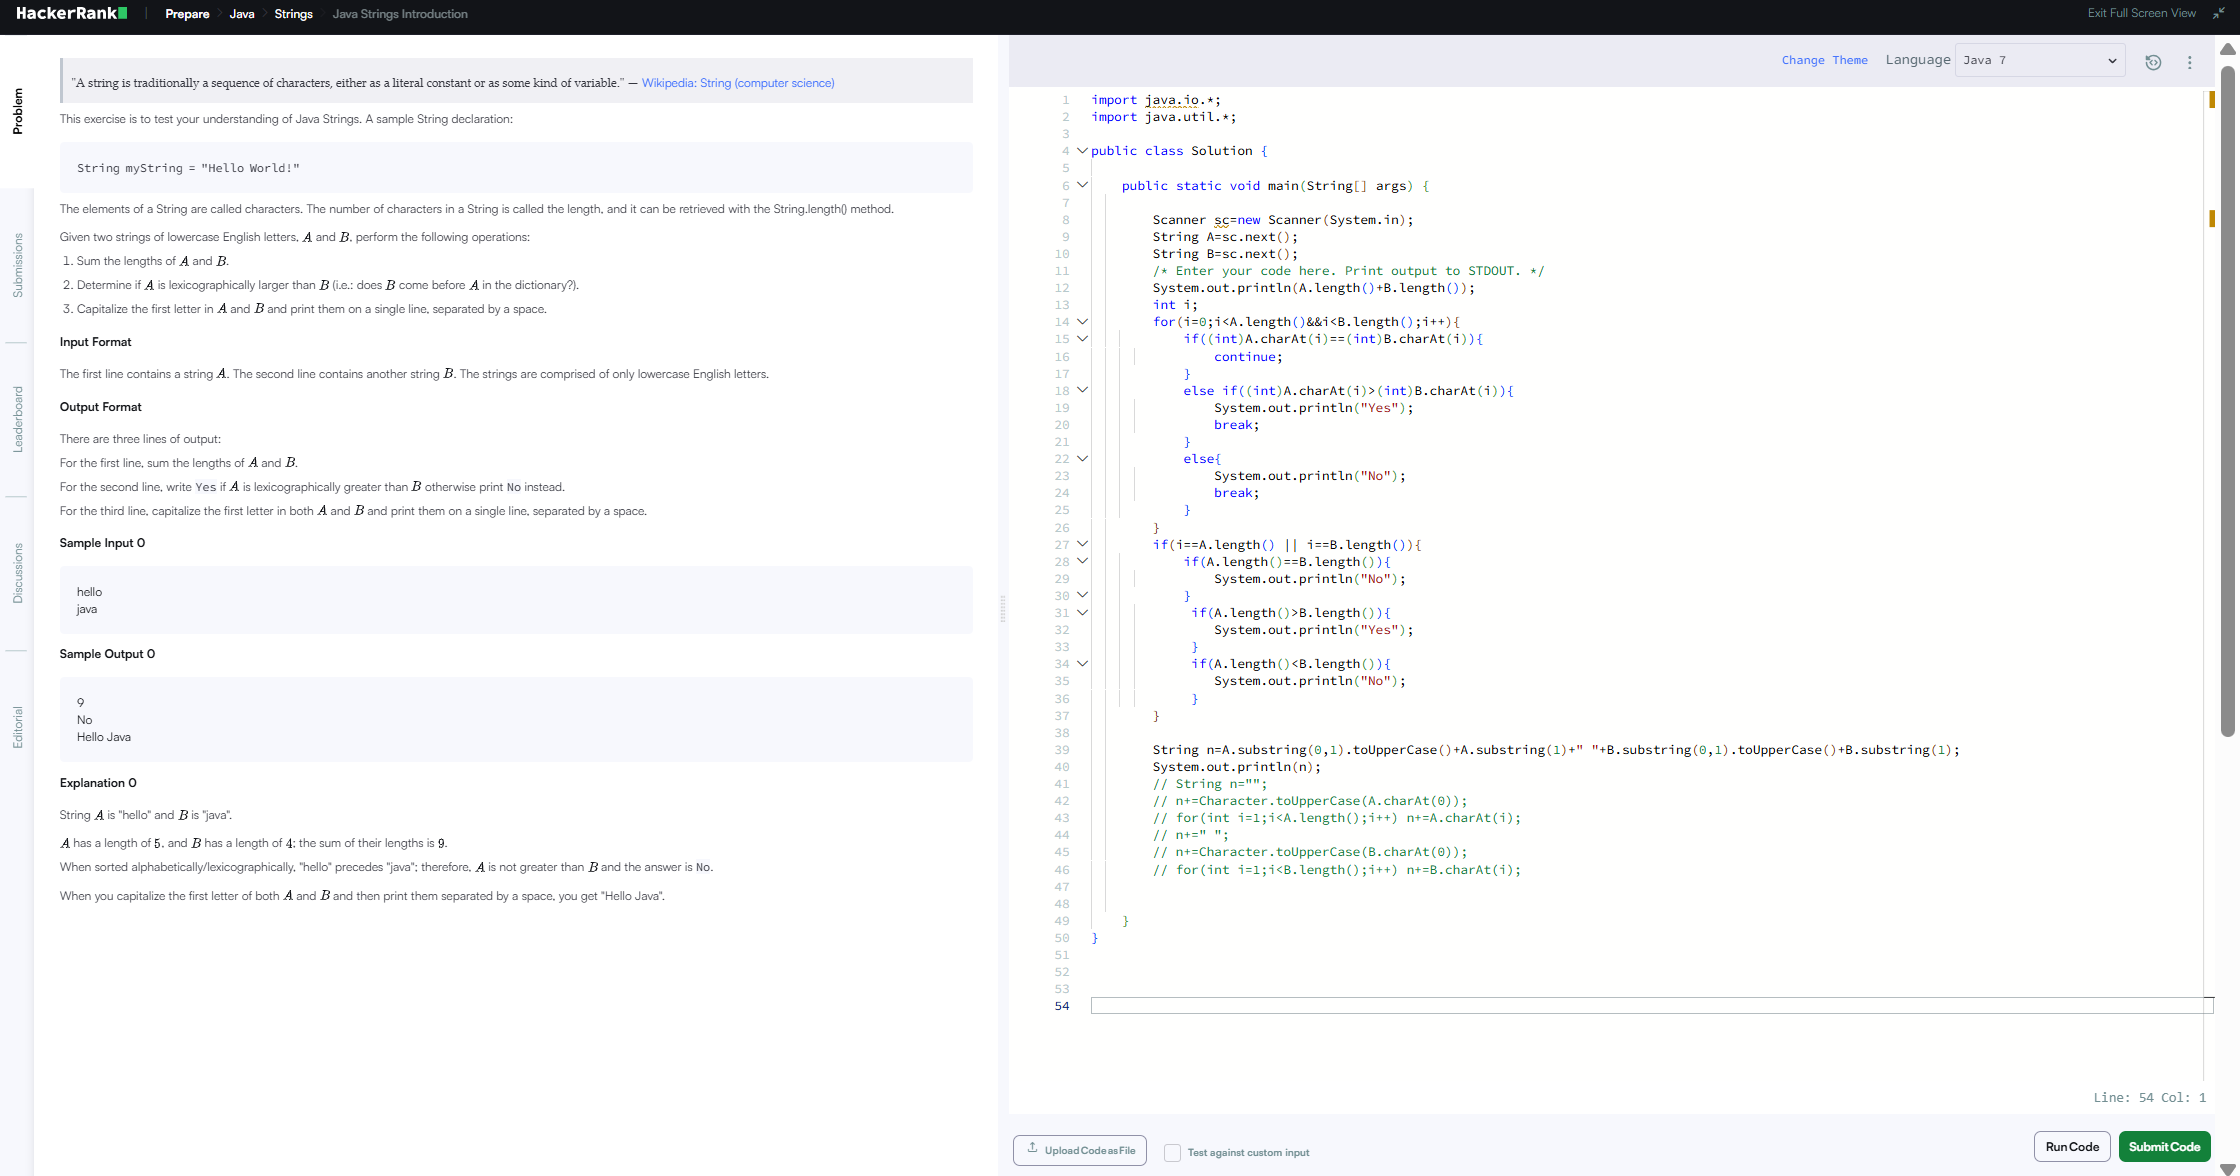 HackerRank
Prepare
Java
Strings
Java Strings Introduction
Exit Full Screen View
Problem
Submissions
Leaderboard
Discussions
Editorial
"A string is traditionally a sequence of characters, either as a literal constant or as some kind of variable." — Wikipedia: String (computer science)
This exercise is to test your understanding of Java Strings. A sample String declaration:
String myString = "Hello World!"
The elements of a String are called characters. The number of characters in a String is called the length, and it can be retrieved with the String.length() method.
Given two strings of lowercase English letters, A and B, perform the following operations:
1. Sum the lengths of A and B.
2. Determine if A is lexicographically larger than B (i.e.: does B come before A in the dictionary?).
3. Capitalize the first letter in A and B and print them on a single line, separated by a space.
Input Format
The first line contains a string A. The second line contains another string B. The strings are comprised of only lowercase English letters.
Output Format
There are three lines of output:
For the first line, sum the lengths of A and B.
For the second line, write Yes if A is lexicographically greater than B otherwise print No instead.
For the third line, capitalize the first letter in both A and B and print them on a single line, separated by a space.
Sample Input 0
hello
java
Sample Output 0
9
No
Hello Java
Explanation 0
String A is "hello" and B is "java".
A has a length of 5, and B has a length of 4; the sum of their lengths is 9.
When sorted alphabetically/lexicographically, "hello" precedes "java"; therefore, A is not greater than B and the answer is No.
When you capitalize the first letter of both A and B and then print them separated by a space, you get "Hello Java".
Change Theme
Language
Java 7
1 import java.io.*;
2 import java.util.*;
3
4 public class Solution {
5
6 public static void main(String[] args) {
7
8 Scanner sc=new Scanner(System.in);
9 String A=sc.next();
10 String B=sc.next();
11 /* Enter your code here. Print output to STDOUT. */
12 System.out.println(A.length()+B.length());
13 int i;
14 for(i=0;i<A.length()&&i<B.length();i++){
15 if((int)A.charAt(i)==(int)B.charAt(i)){
16 continue;
17 }
18 else if((int)A.charAt(i)>(int)B.charAt(i)){
19 System.out.println("Yes");
20 break;
21 }
22 else{
23 System.out.println("No");
24 break;
25 }
26 }
27 if(i==A.length() || i==B.length()){
28 if(A.length()==B.length()){
29 System.out.println("No");
30 }
31 if(A.length()>B.length()){
32 System.out.println("Yes");
33 }
34 if(A.length()<B.length()){
35 System.out.println("No");
36 }
37 }
38
39 String n=A.substring(0,1).toUpperCase()+A.substring(1)+" "+B.substring(0,1).toUpperCase()+B.substring(1);
40 System.out.println(n);
41 // String n="";
42 // n+=Character.toUpperCase(A.charAt(0));
43 // for(int i=1;i<A.length();i++) n+=A.charAt(i);
44 // n+=" ";
45 // n+=Character.toUpperCase(B.charAt(0));
46 // for(int i=1;i<B.length();i++) n+=B.charAt(i);
47
48
49 }
50 }
51
52
53
54
Line: 54 Col: 1
Upload Code as File
Test against custom input
Run Code
Submit Code